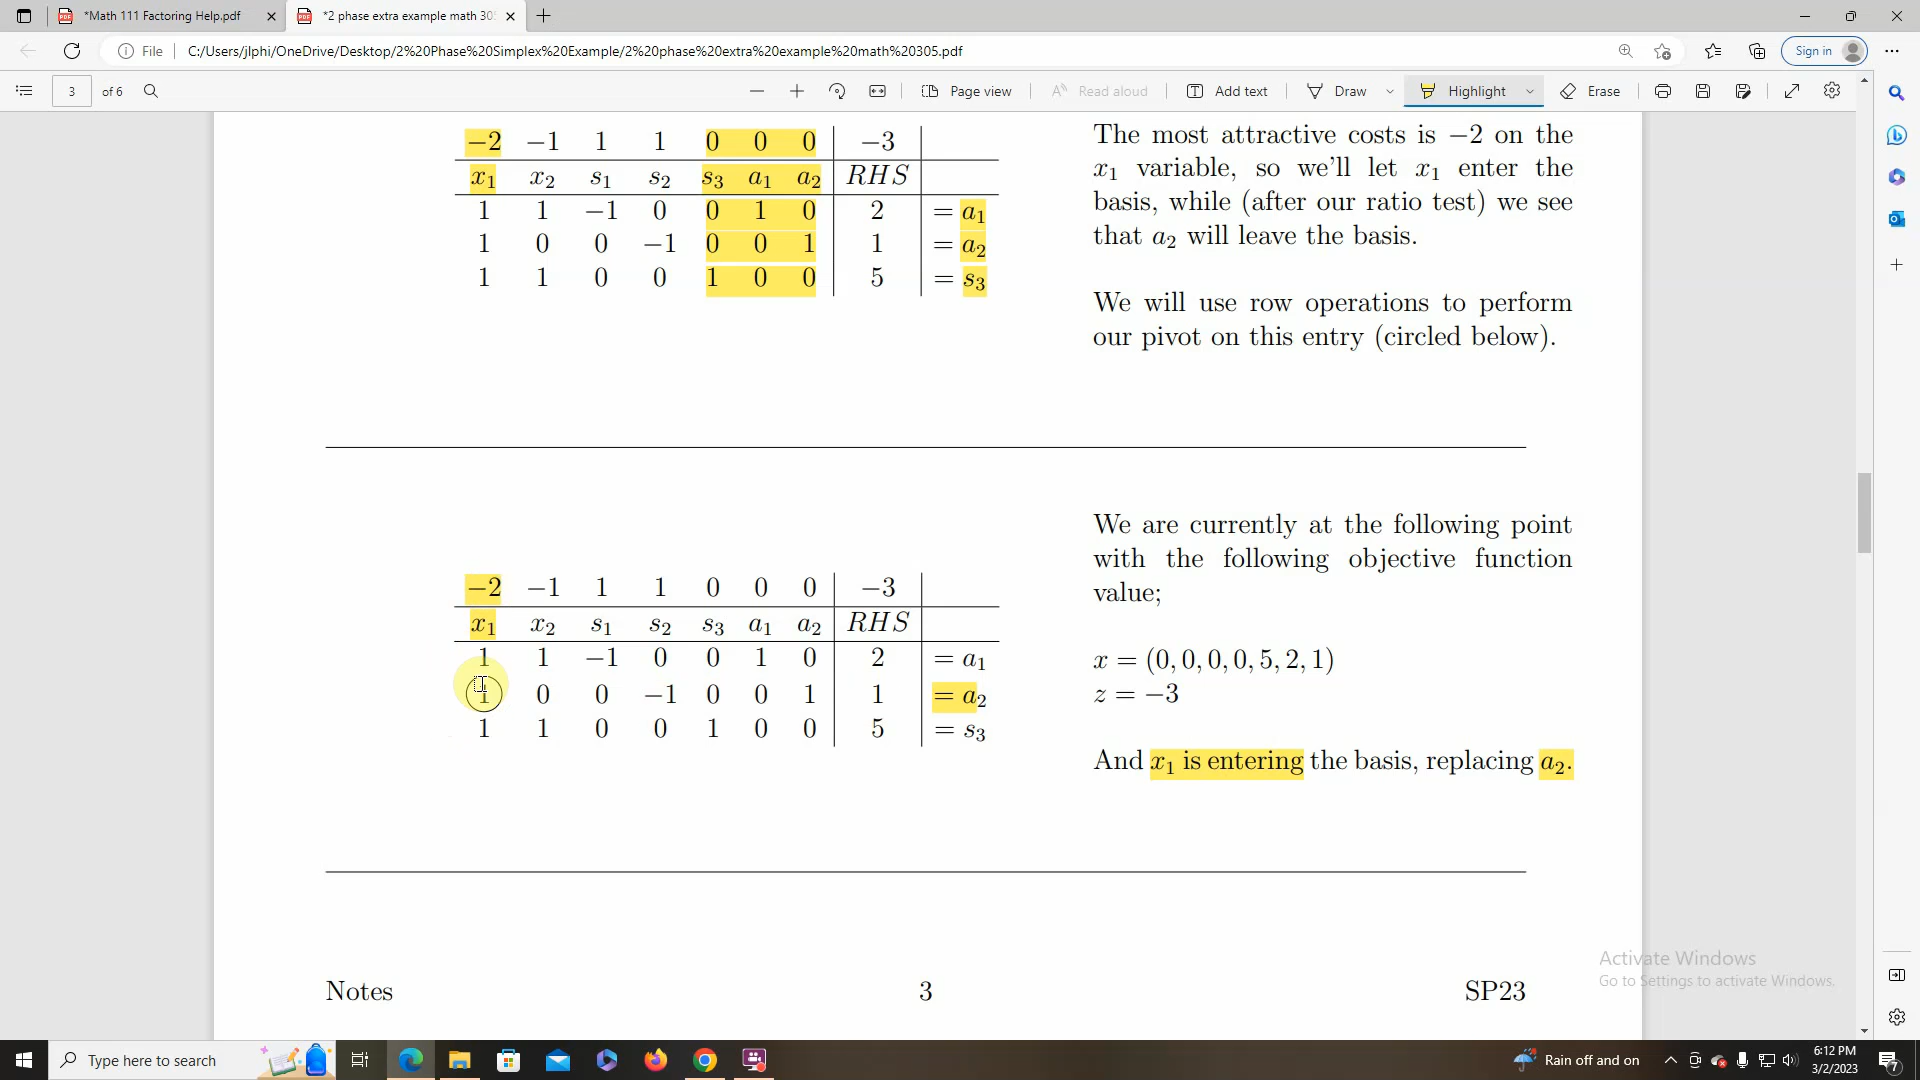 *Math 111 Factoring Help.pdf
*2 phase extra example math 30
File
C:/Users/jlphi/OneDrive/Desktop/2%20Phase%20Simplex%20Example/2%20phase%20extra%20example%20math%20305.pdf
Sign in
3 of 6
Page view
Read aloud
Add text
Draw
Highlight
Erase
−2 −1 1 1 0 0 0 −3
x₁ x₂ s₁ s₂ s₃ a₁ a₂ RHS
1 1 −1 0 0 1 0 2 = a₁
1 0 0 −1 0 0 1 1 = a₂
1 1 0 0 1 0 0 5 = s₃
The most attractive costs is −2 on the
x₁ variable, so we'll let x₁ enter the
basis, while (after our ratio test) we see
that a₂ will leave the basis.
We will use row operations to perform
our pivot on this entry (circled below).
−2 −1 1 1 0 0 0 −3
x₁ x₂ s₁ s₂ s₃ a₁ a₂ RHS
1 1 −1 0 0 1 0 2 = a₁
1 0 0 −1 0 0 1 1 = a₂
1 1 0 0 1 0 0 5 = s₃
We are currently at the following point
with the following objective function
value;
x = (0, 0, 0, 0, 5, 2, 1)
z = −3
And x₁ is entering the basis, replacing a₂.
Notes 3 SP23
Activate Windows
Go to Settings to activate Windows.
Type here to search
Rain off and on
6:12 PM
3/2/2023
7